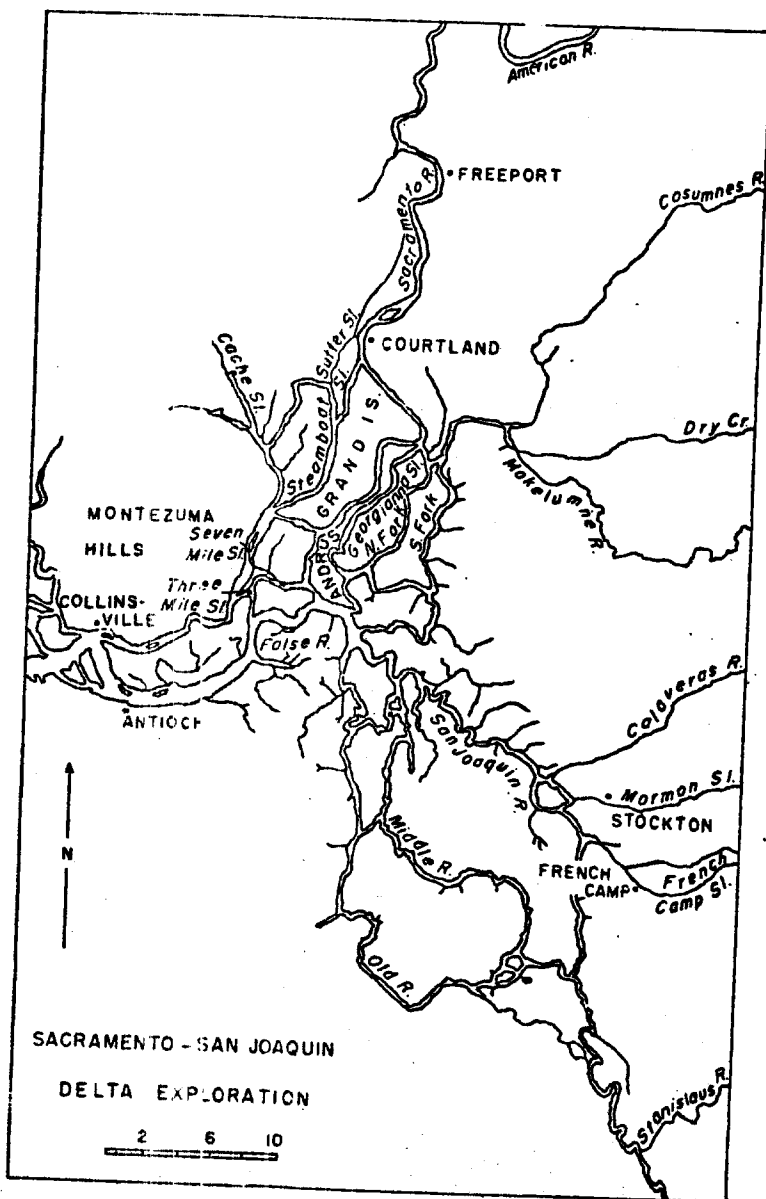 American R.
FREEPORT
Sacramento R.
Cosumnes R.
Sutter Sl.
Sl.
Cache Sl.
COURTLAND
Steamboat
GRAND IS.
Dry Cr.
Mokelumne R.
Georgianna Sl.
N. Fork
S. Fork
ANDRUS
MONTEZUMA
HILLS
Seven
Mile Sl.
Three
Mile Sl.
COLLINS-
VILLE
False R.
ANTIOCH
San Joaquin R.
Calaveras R.
Mormon Sl.
STOCKTON
Middle R.
FRENCH
CAMP
French
Camp Sl.
N
Old R.
SACRAMENTO - SAN JOAQUIN
DELTA EXPLORATION
2 6 10
Stanislaus R.